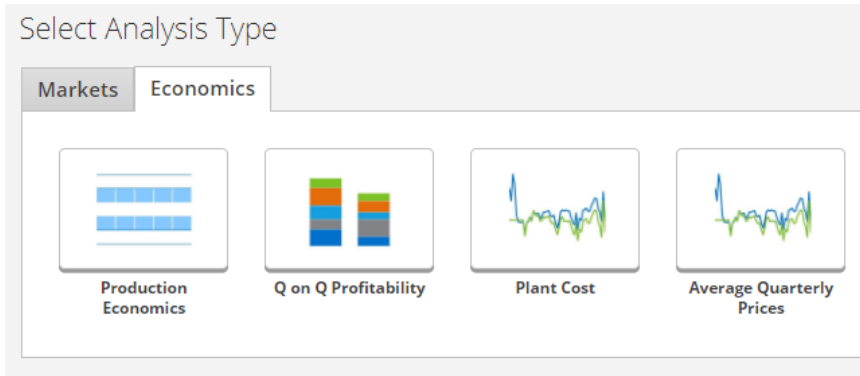 Select Analysis Type
Markets
Economics
Production
Economics
Q on Q Profitability
Plant Cost
Average Quarterly
Prices